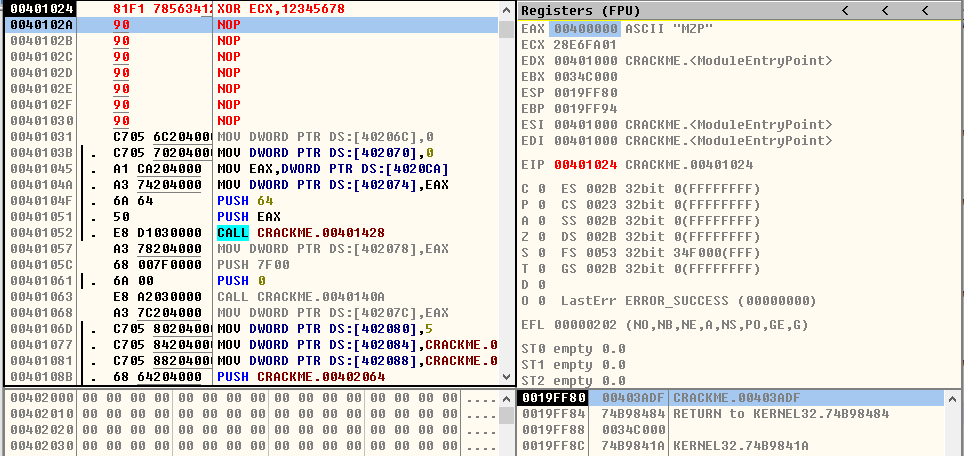 00401024 81F1 7856341 XOR ECX,12345678
0040102A 90 NOP
0040102B 90 NOP
0040102C 90 NOP
0040102D 90 NOP
0040102E 90 NOP
0040102F 90 NOP
00401030 90 NOP
00401031 C705 6C204000 MOV DWORD PTR DS:[40206C],0
0040103B . C705 70204000 MOV DWORD PTR DS:[402070],0
00401045 . A1 CA204000 MOV EAX,DWORD PTR DS:[4020CA]
0040104A . A3 74204000 MOV DWORD PTR DS:[402074],EAX
0040104F . 6A 64 PUSH 64
00401051 . 50 PUSH EAX
00401052 . E8 D1030000 CALL CRACKME.00401428
00401057 A3 78204000 MOV DWORD PTR DS:[402078],EAX
0040105C 68 007F0000 PUSH 7F00
00401061 . 6A 00 PUSH 0
00401063 E8 A2030000 CALL CRACKME.0040140A
00401068 A3 7C204000 MOV DWORD PTR DS:[40207C],EAX
0040106D . C705 80204000 MOV DWORD PTR DS:[402080],5
00401077 . C705 84204000 MOV DWORD PTR DS:[402084],CRACKME.0
00401081 . C705 88204000 MOV DWORD PTR DS:[402088],CRACKME.0
0040108B . 68 64204000 PUSH CRACKME.00402064
Registers (FPU) < < <
EAX 00400000 ASCII "MZP"
ECX 28E6FA01
EDX 00401000 CRACKME.<ModuleEntryPoint>
EBX 0034C000
ESP 0019FF80
EBP 0019FF94
ESI 00401000 CRACKME.<ModuleEntryPoint>
EDI 00401000 CRACKME.<ModuleEntryPoint>
EIP 00401024 CRACKME.00401024
C 0 ES 002B 32bit 0(FFFFFFFF)
P 0 CS 0023 32bit 0(FFFFFFFF)
A 0 SS 002B 32bit 0(FFFFFFFF)
Z 0 DS 002B 32bit 0(FFFFFFFF)
S 0 FS 0053 32bit 34F000(FFF)
T 0 GS 002B 32bit 0(FFFFFFFF)
D 0
O 0 LastErr ERROR_SUCCESS (00000000)
EFL 00000202 (NO,NB,NE,A,NS,PO,GE,G)
ST0 empty 0.0
ST1 empty 0.0
ST2 empty 0.0
00402000 00 00 00 00 00 00 00 00 00 00 00 00 00 00 00 00 ....
00402010 00 00 00 00 00 00 00 00 00 00 00 00 00 00 00 00 ....
00402020 00 00 00 00 00 00 00 00 00 00 00 00 00 00 00 00 ....
00402030 00 00 00 00 00 00 00 00 00 00 00 00 00 00 00 00 ....
0019FF80 00403ADF CRACKME.00403ADF
0019FF84 74B98484 RETURN to KERNEL32.74B98484
0019FF88 0034C000
0019FF8C 74B9841A KERNEL32.74B9841A